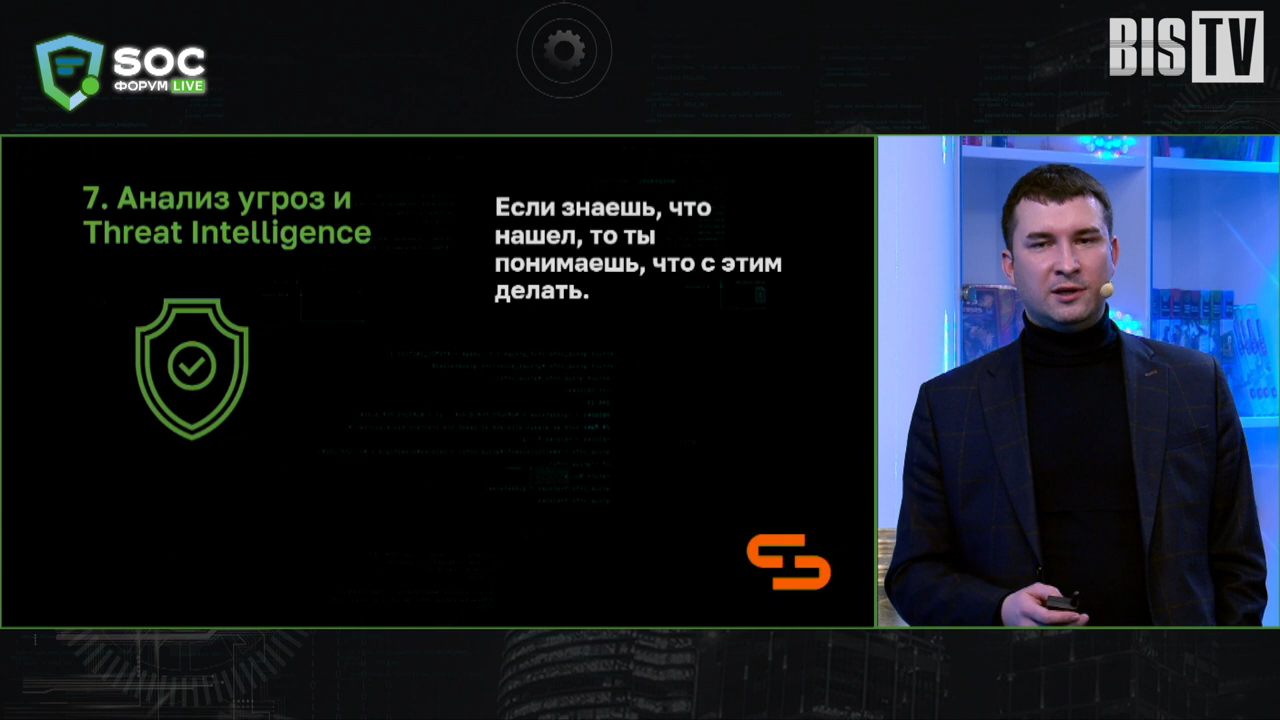 SOC
ФОРУМ LIVE
BIS TV
7. Анализ угроз и
Threat Intelligence
Если знаешь, что
нашел, то ты
понимаешь, что с этим
делать.